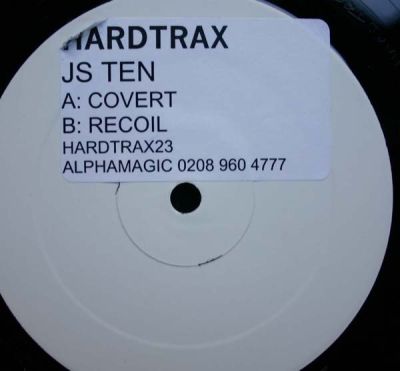 HARDTRAX
JS TEN
A: COVERT
B: RECOIL
HARDTRAX23
ALPHAMAGIC 0208 960 4777